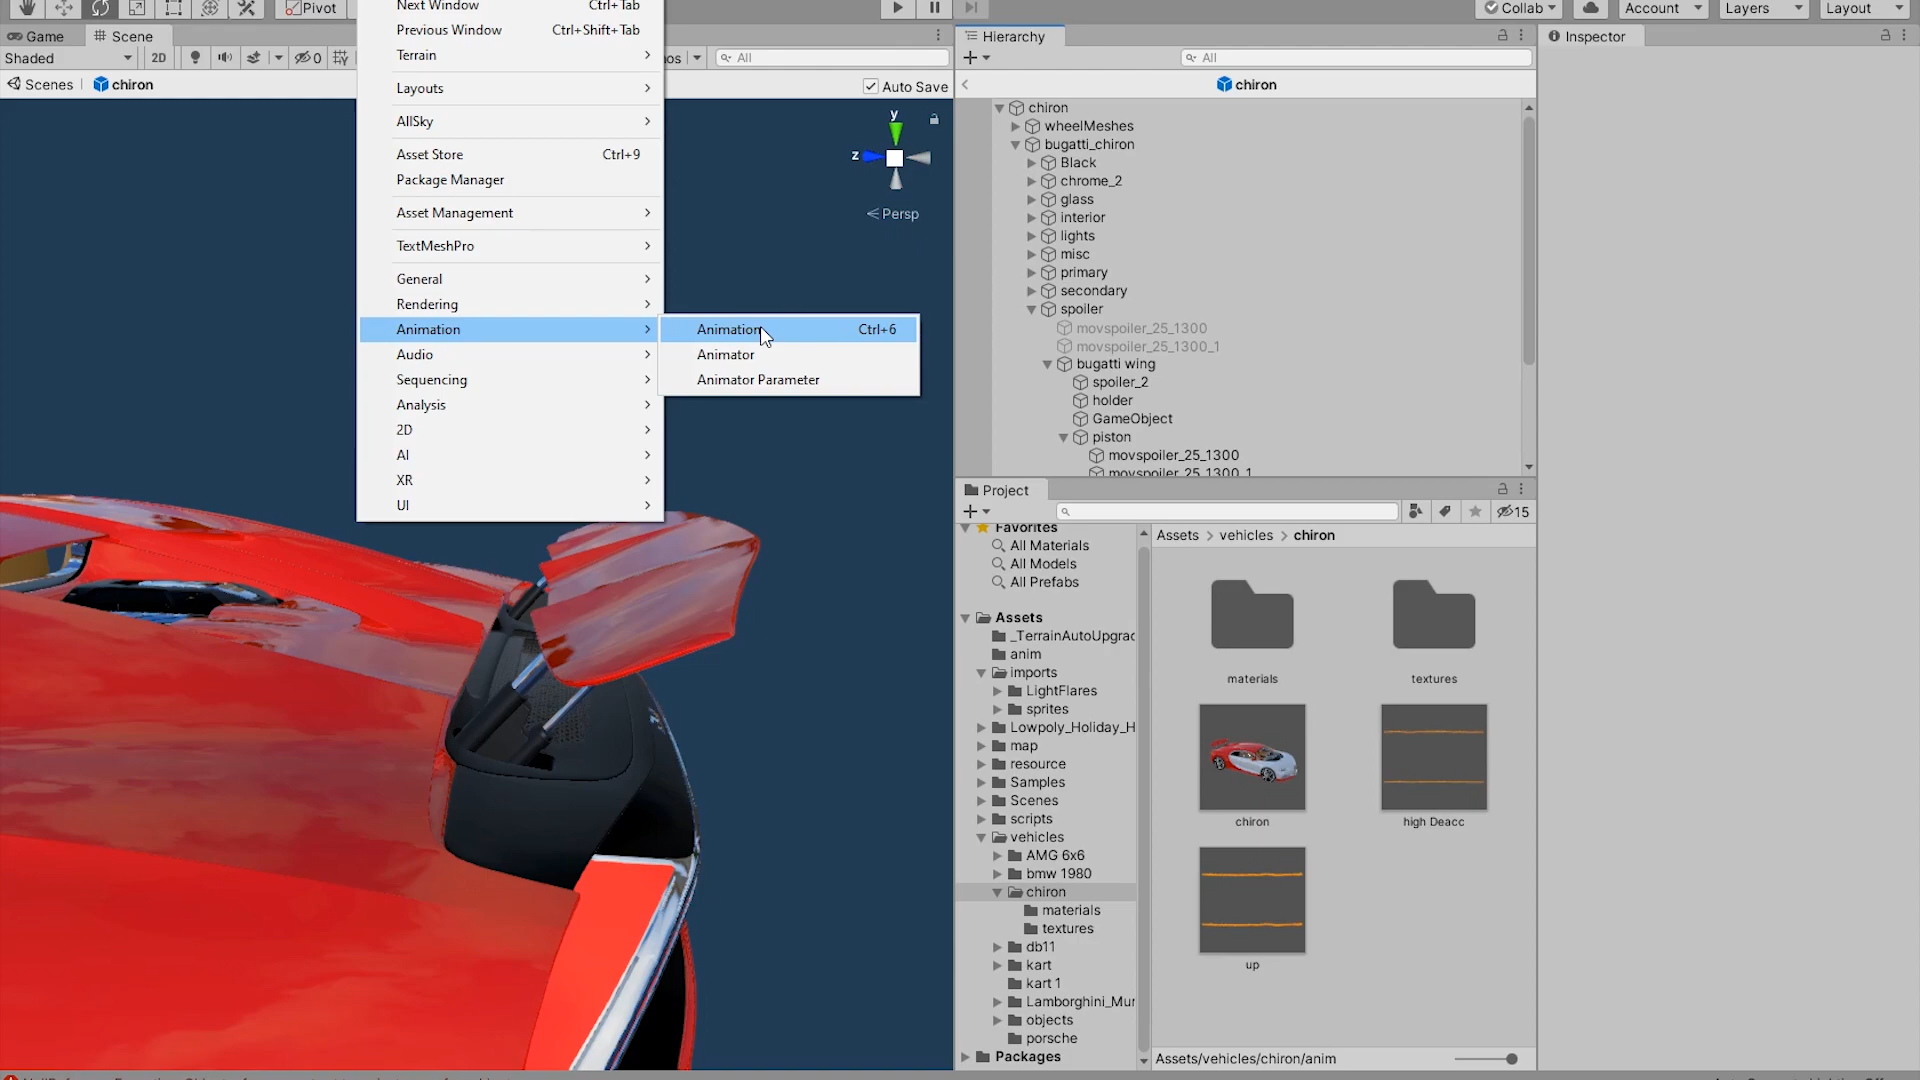 Pivot
Collab
Account
Layers
Layout
Game
Scene
Shaded
2D
0
All
Scenes
chiron
Auto Save
y
z
Persp
Next Window Ctrl+Tab
Previous Window Ctrl+Shift+Tab
Terrain
Layouts
AllSky
Asset Store Ctrl+9
Package Manager
Asset Management
TextMeshPro
General
Rendering
Animation
Audio
Sequencing
Analysis
2D
AI
XR
UI
Animation Ctrl+6
Animator
Animator Parameter
Hierarchy
All
chiron
chiron
wheelMeshes
bugatti_chiron
Black
chrome_2
glass
interior
lights
misc
primary
secondary
spoiler
movspoiler_25_1300
movspoiler_25_1300_1
bugatti wing
spoiler_2
holder
GameObject
piston
movspoiler_25_1300
movspoiler_25_1300_1
Inspector
Project
15
Favorites
All Materials
All Models
All Prefabs
Assets
_TerrainAutoUpgrad
anim
imports
LightFlares
sprites
Lowpoly_Holiday_H
map
resource
Samples
Scenes
scripts
vehicles
AMG 6x6
bmw 1980
chiron
materials
textures
db11
kart
kart 1
Lamborghini_Mur
objects
porsche
Packages
Assets > vehicles > chiron
materials
textures
chiron
high Deacc
up
Assets/vehicles/chiron/anim